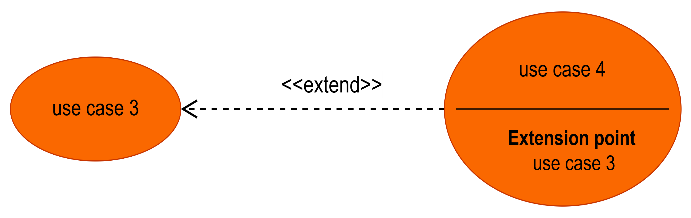 use case 3
<<extend>>
use case 4
Extension point
use case 3